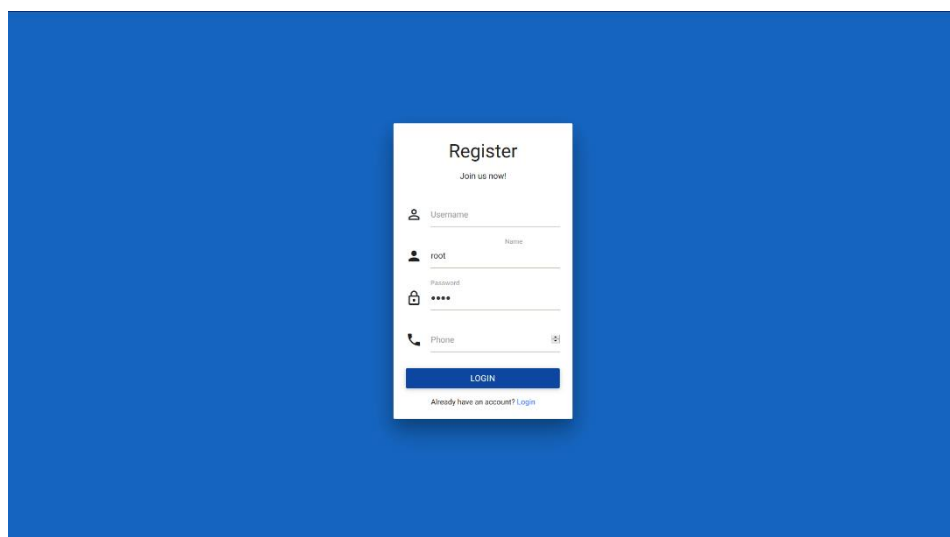 Register
Join us now!
Username
Name
root
Password
••••
Phone
LOGIN
Already have an account? Login